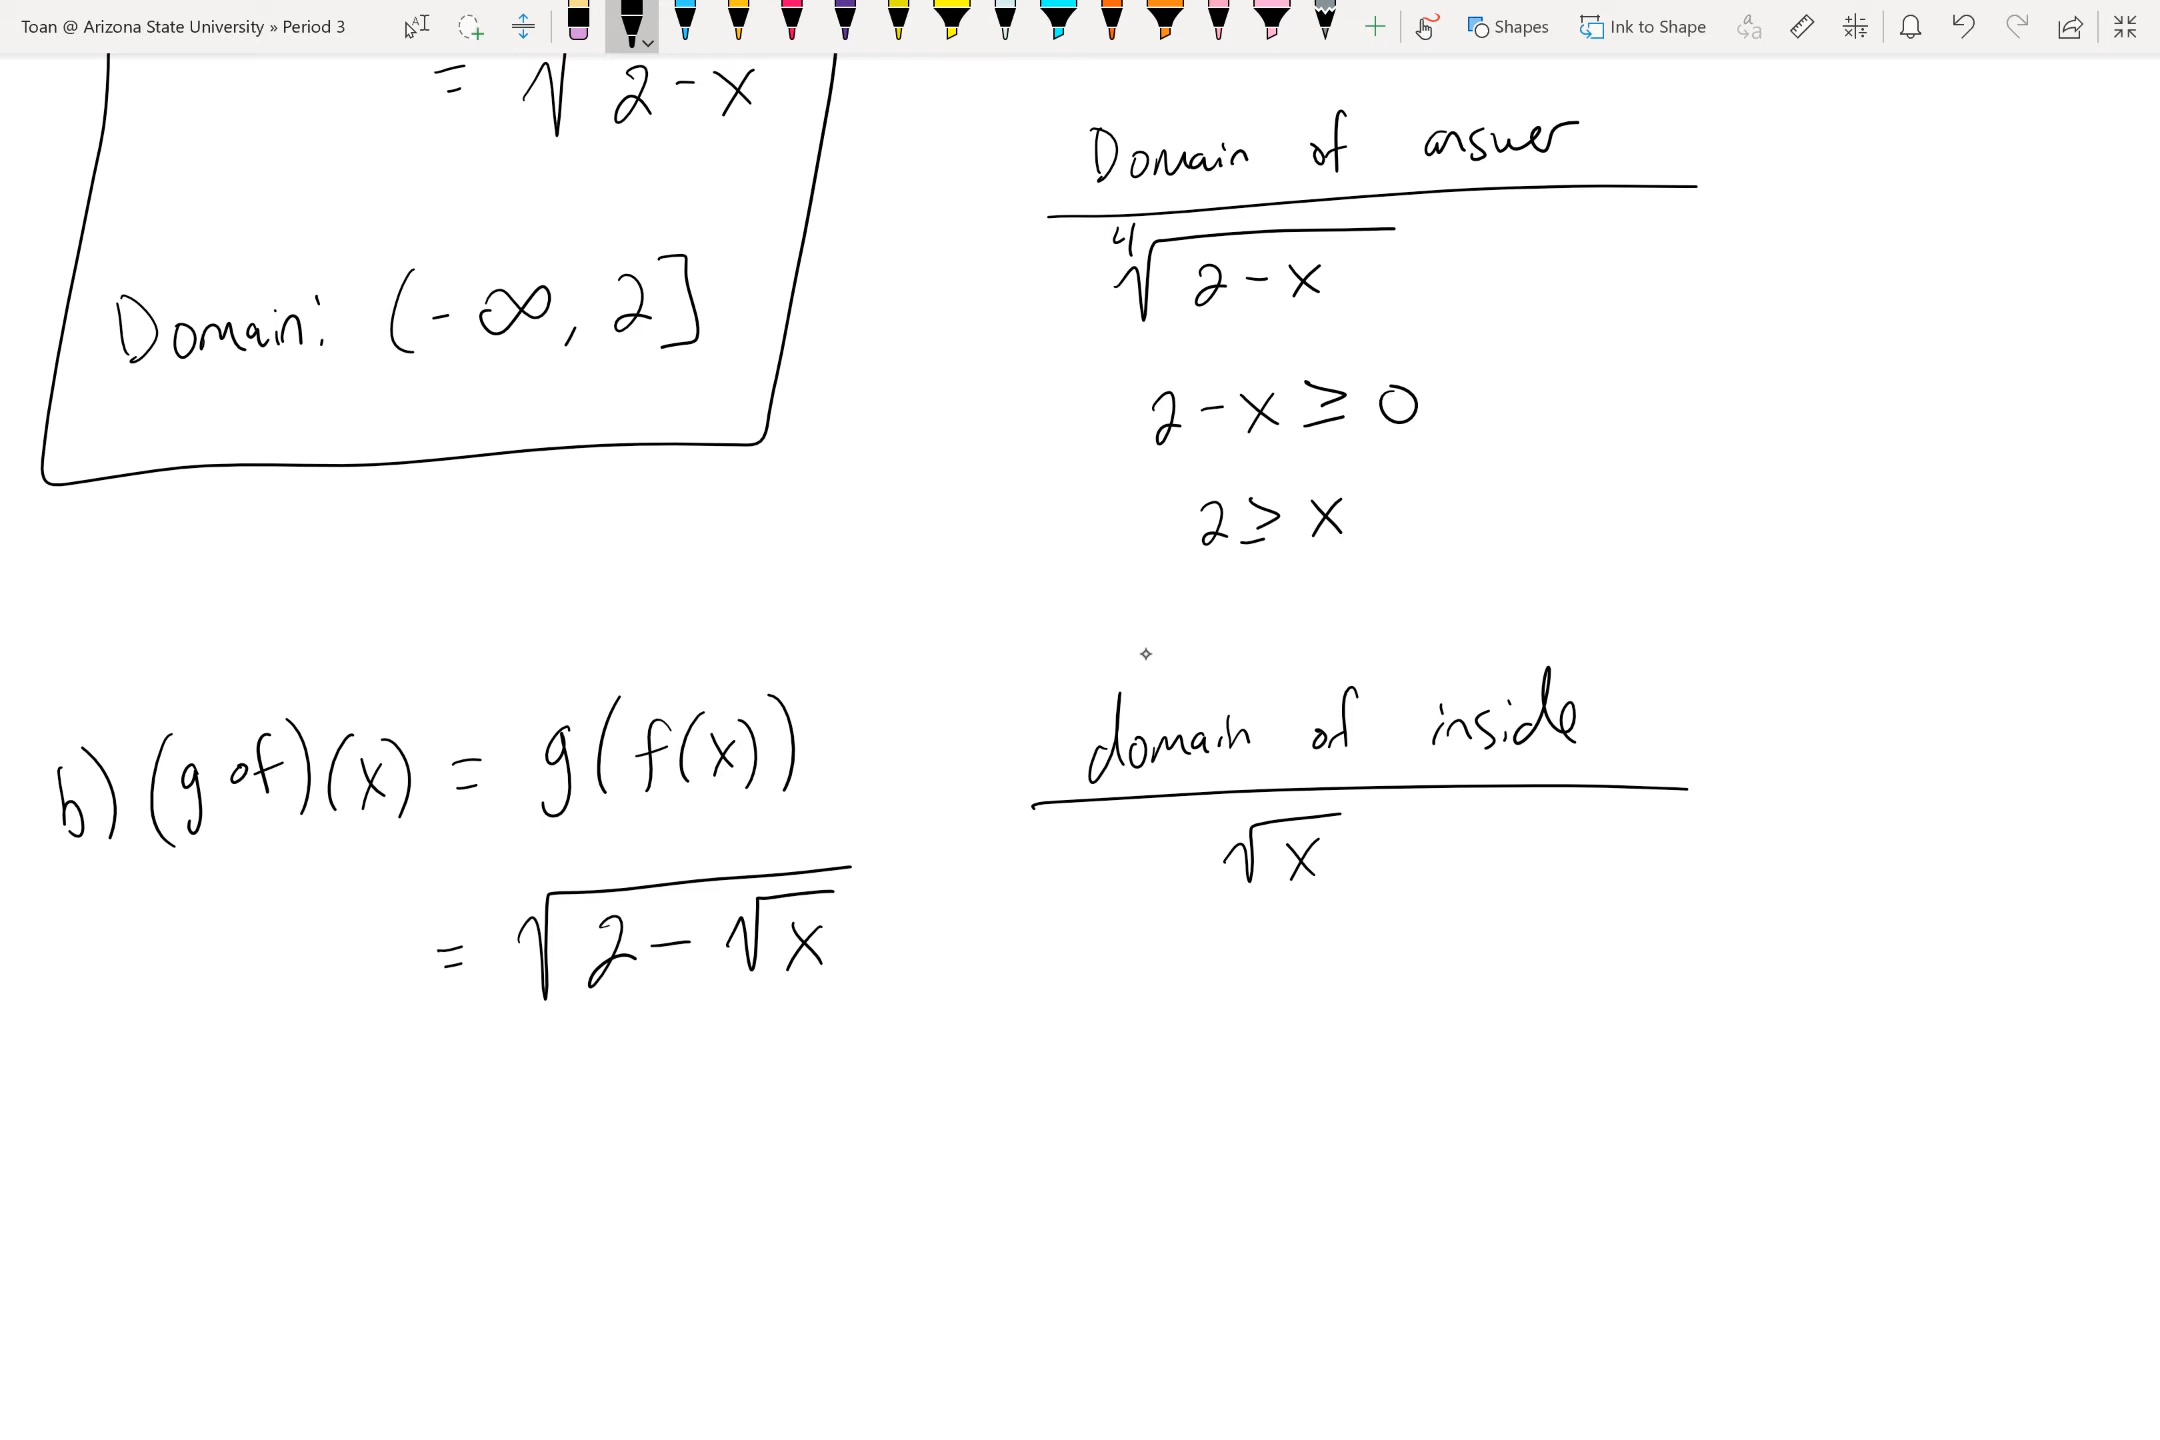 Toan @ Arizona State University » Period 3
Shapes
Ink to Shape
= √ 2 - x
Domain: (-∞, 2]
Domain of answer
∜(2 - x)
2 - x ≥ 0
2 ≥ x
b) (g o f)(x) = g(f(x))
= √(2 - √x)
domain of inside
√x